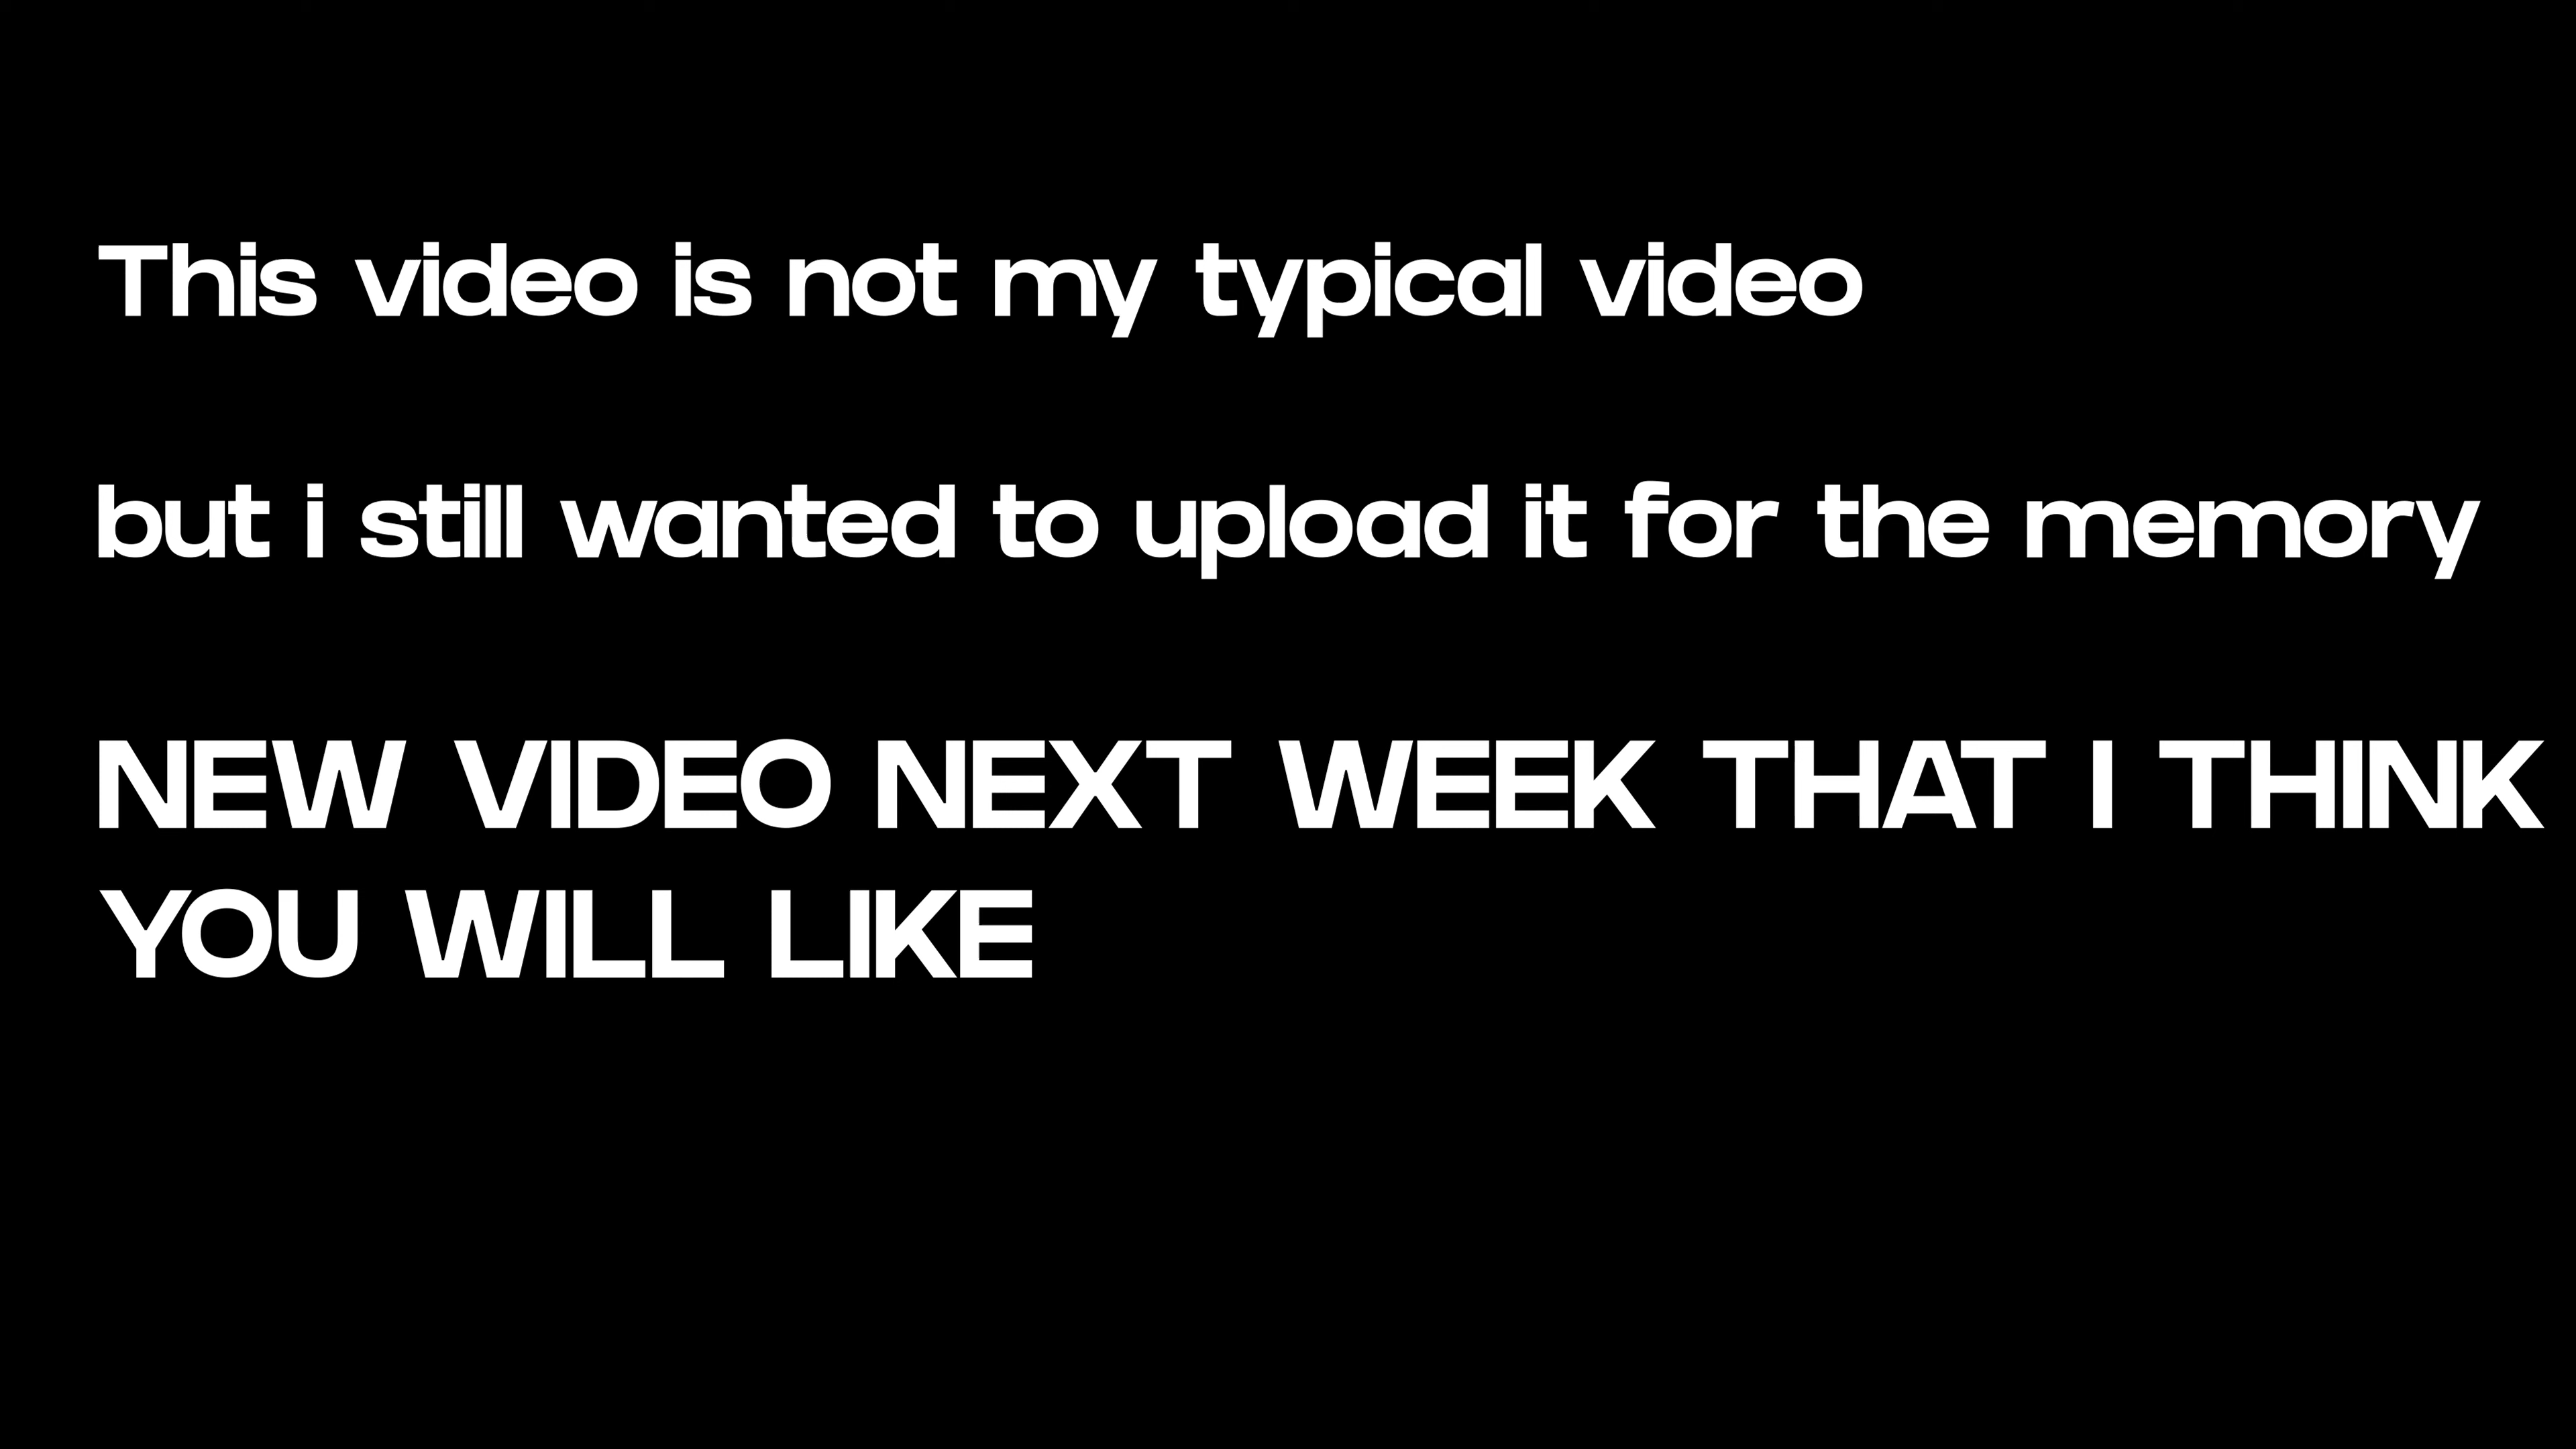 This video is not my typical video
but i still wanted to upload it for the memory
NEW VIDEO NEXT WEEK THAT I THINK
YOU WILL LIKE